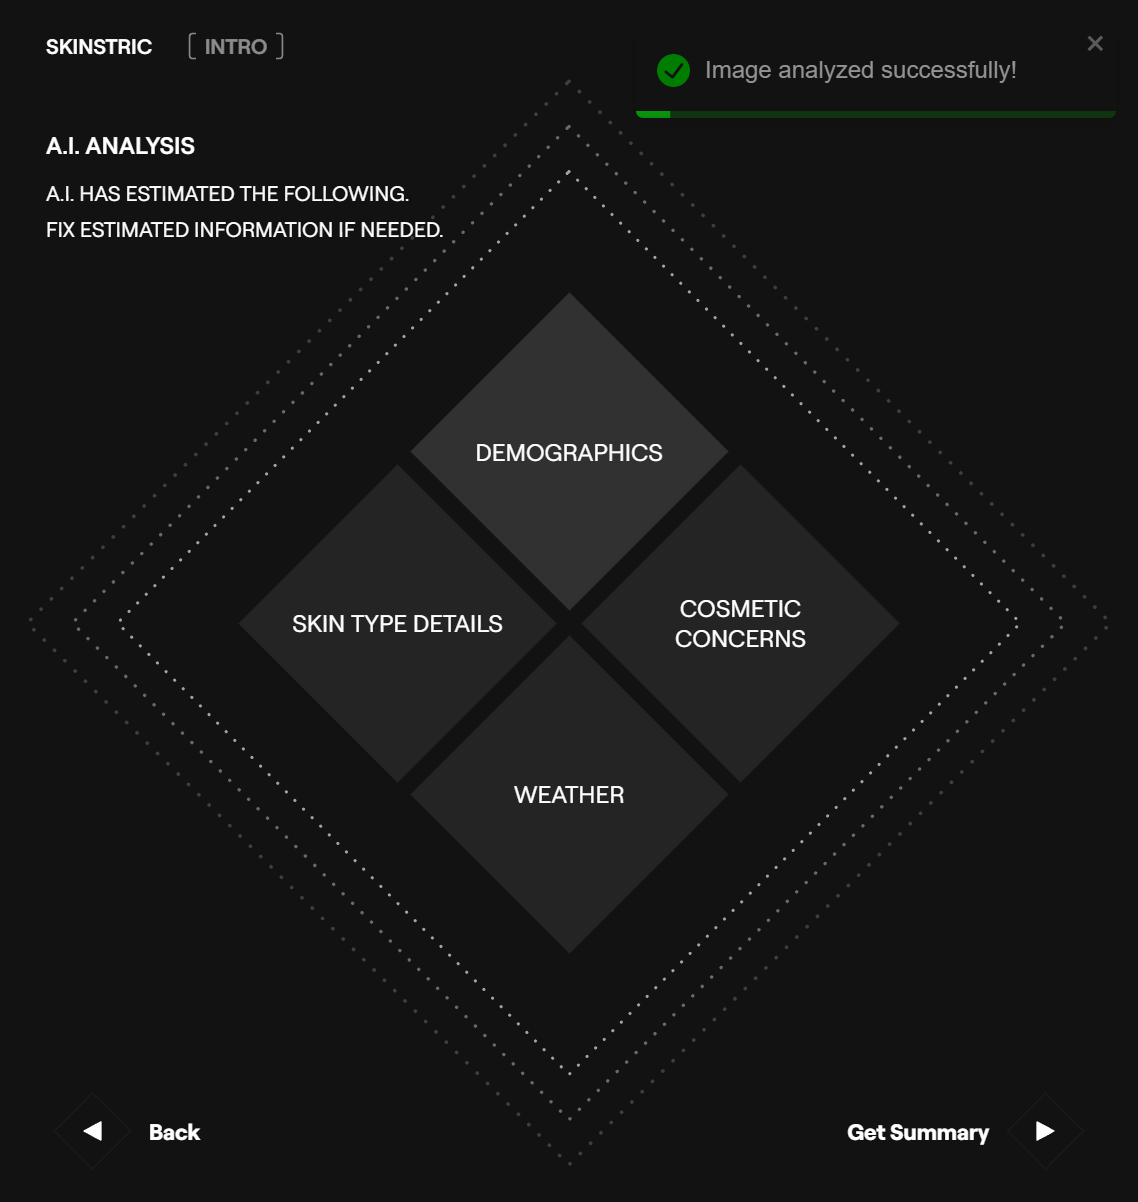 SKINSTRIC [ INTRO ]
Image analyzed successfully!
A.I. ANALYSIS
A.I. HAS ESTIMATED THE FOLLOWING.
FIX ESTIMATED INFORMATION IF NEEDED.
DEMOGRAPHICS
SKIN TYPE DETAILS
COSMETIC
CONCERNS
WEATHER
Back
Get Summary